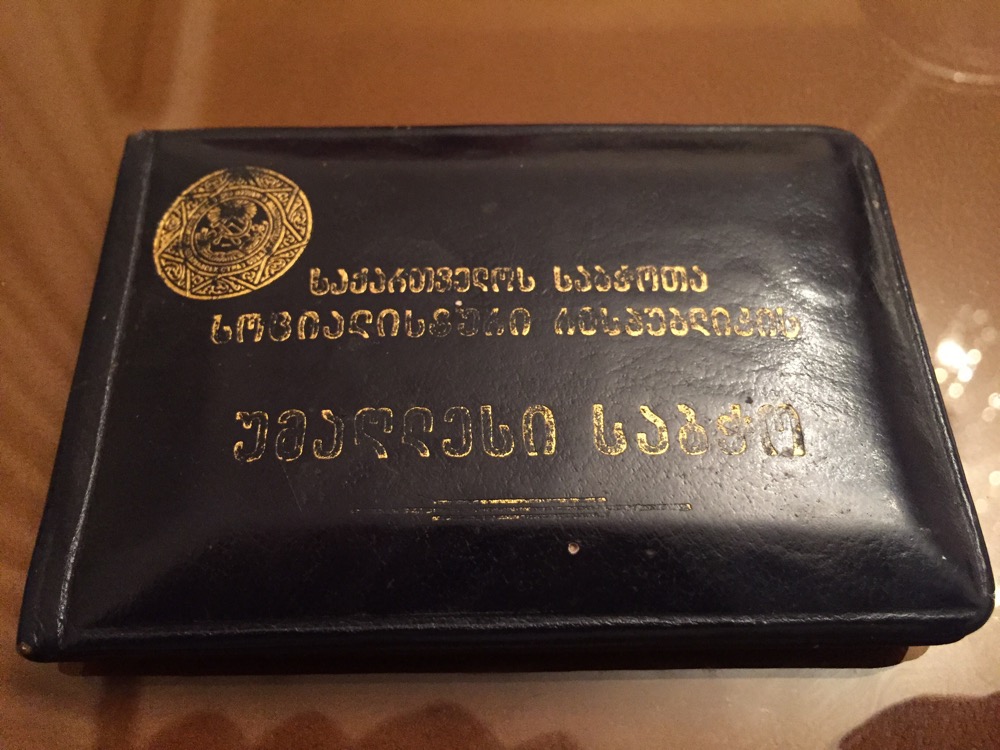 საქართველოს საბჭოთა
სოციალისტური რესპუბლიკის
უმაღლესი საბჭო